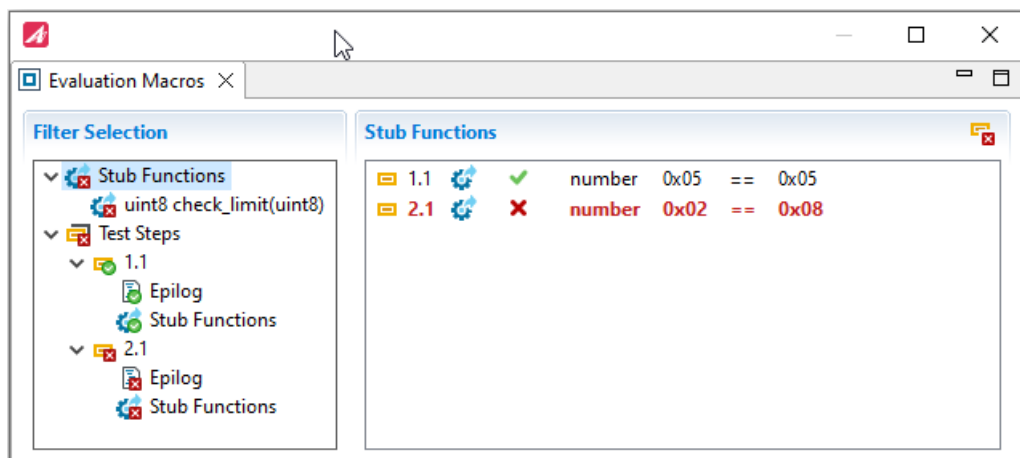 Evaluation Macros
Filter Selection
Stub Functions
uint8 check_limit(uint8)
Test Steps
1.1
Epilog
Stub Functions
2.1
Epilog
Stub Functions
Stub Functions
1.1 number 0x05 == 0x05
2.1 number 0x02 == 0x08